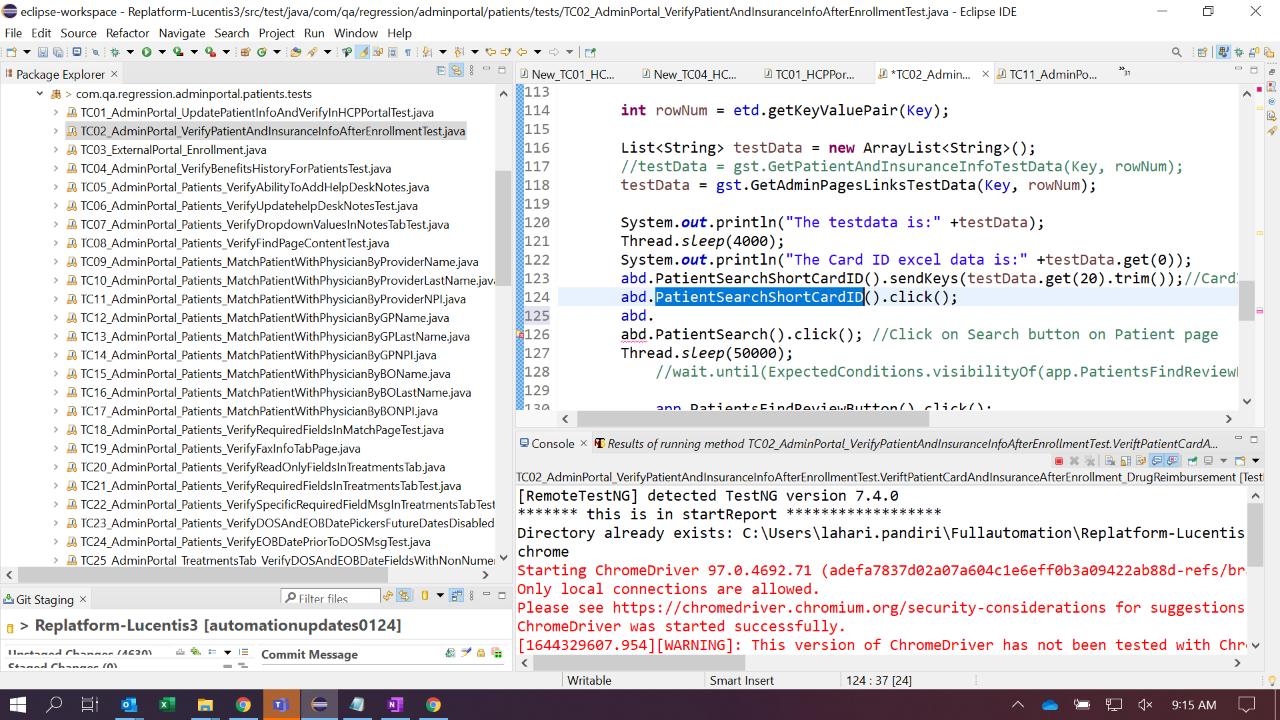 eclipse-workspace - Replatform-Lucentis3/src/test/java/com/qa/regression/adminportal/patients/tests/TC02_AdminPortal_VerifyPatientAndInsuranceInfoAfterEnrollmentTest.java - Eclipse IDE
File Edit Source Refactor Navigate Search Project Run Window Help
Package Explorer
> com.qa.regression.adminportal.patients.tests
TC01_AdminPortal_UpdatePatientInfoAndVerifyInHCPPortalTest.java
TC02_AdminPortal_VerifyPatientAndInsuranceInfoAfterEnrollmentTest.java
TC03_ExternalPortal_Enrollment.java
TC04_AdminPortal_VerifyBenefitsHistoryForPatientsTest.java
TC05_AdminPortal_Patients_VerifyAbilityToAddHelpDeskNotes.java
TC06_AdminPortal_Patients_VerifyUpdatehelpDeskNotesTest.java
TC07_AdminPortal_Patients_VerifyDropdownValuesInNotesTabTest.java
TC08_AdminPortal_Patients_VerifyFindPageContentTest.java
TC09_AdminPortal_Patients_MatchPatientWithPhysicianByProviderName.java
TC10_AdminPortal_Patients_MatchPatientWithPhysicianByProviderLastName.java
TC11_AdminPortal_Patients_MatchPatientWithPhysicianByProviderNPI.java
TC12_AdminPortal_Patients_MatchPatientWithPhysicianByGPName.java
TC13_AdminPortal_Patients_MatchPatientWithPhysicianByGPLastName.java
TC14_AdminPortal_Patients_MatchPatientWithPhysicianByGPNPI.java
TC15_AdminPortal_Patients_MatchPatientWithPhysicianByBOName.java
TC16_AdminPortal_Patients_MatchPatientWithPhysicianByBOLastName.java
TC17_AdminPortal_Patients_MatchPatientWithPhysicianByBONPI.java
TC18_AdminPortal_Patients_VerifyRequiredFieldsInMatchPageTest.java
TC19_AdminPortal_Patients_VerifyFaxInfoTabPage.java
TC20_AdminPortal_Patients_VerifyReadOnlyFieldsInTreatmentsTab.java
TC21_AdminPortal_Patients_VerifyRequiredFieldsInTreatmentsTabTest.java
TC22_AdminPortal_Patients_VerifySpecificRequiredFieldMsgInTreatmentsTabTest
TC23_AdminPortal_Patients_VerifyDOSAndEOBDatePickersFutureDatesDisabled
TC24_AdminPortal_Patients_VerifyEOBDatePriorToDOSMsgTest.java
TC25_AdminPortal_TreatmentsTab_VerifyDOSAndEOBDateFieldsWithNonNumer
Git Staging
Filter files
> Replatform-Lucentis3 [automationupdates0124]
Unstaged Changes (4630)
Staged Changes (0)
Commit Message
New_TC01_HC... New_TC04_HC... TC01_HCPPor... *TC02_Admin... TC11_AdminPo... »31
113
114 int rowNum = etd.getKeyValuePair(Key);
115
116 List<String> testData = new ArrayList<String>();
117 //testData = gst.GetPatientAndInsuranceInfoTestData(Key, rowNum);
118 testData = gst.GetAdminPagesLinksTestData(Key, rowNum);
119
120 System.out.println("The testdata is:" +testData);
121 Thread.sleep(4000);
122 System.out.println("The Card ID excel data is:" +testData.get(0));
123 abd.PatientSearchShortCardID().sendKeys(testData.get(20).trim());//Card
124 abd.PatientSearchShortCardID().click();
125 abd.
126 abd.PatientSearch().click(); //Click on Search button on Patient page
127 Thread.sleep(50000);
128 //wait.until(ExpectedConditions.visibilityOf(app.PatientsFindReview
129
130 app.PatientsFindReviewButton().click();
Console
Results of running method TC02_AdminPortal_VerifyPatientAndInsuranceInfoAfterEnrollmentTest.VeriftPatientCardA...
TC02_AdminPortal_VerifyPatientAndInsuranceInfoAfterEnrollmentTest.VeriftPatientCardAndInsuranceAfterEnrollment_DrugReimbursement [Test
[RemoteTestNG] detected TestNG version 7.4.0
******* this is in startReport *****************
Directory already exists: C:\Users\lahari.pandiri\Fullautomation\Replatform-Lucentis
chrome
Starting ChromeDriver 97.0.4692.71 (adefa7837d02a07a604c1e6eff0b3a09422ab88d-refs/br
Only local connections are allowed.
Please see https://chromedriver.chromium.org/security-considerations for suggestions
ChromeDriver was started successfully.
[1644329607.954][WARNING]: This version of ChromeDriver has not been tested with Chr
Writable Smart Insert 124 : 37 [24]
9:15 AM